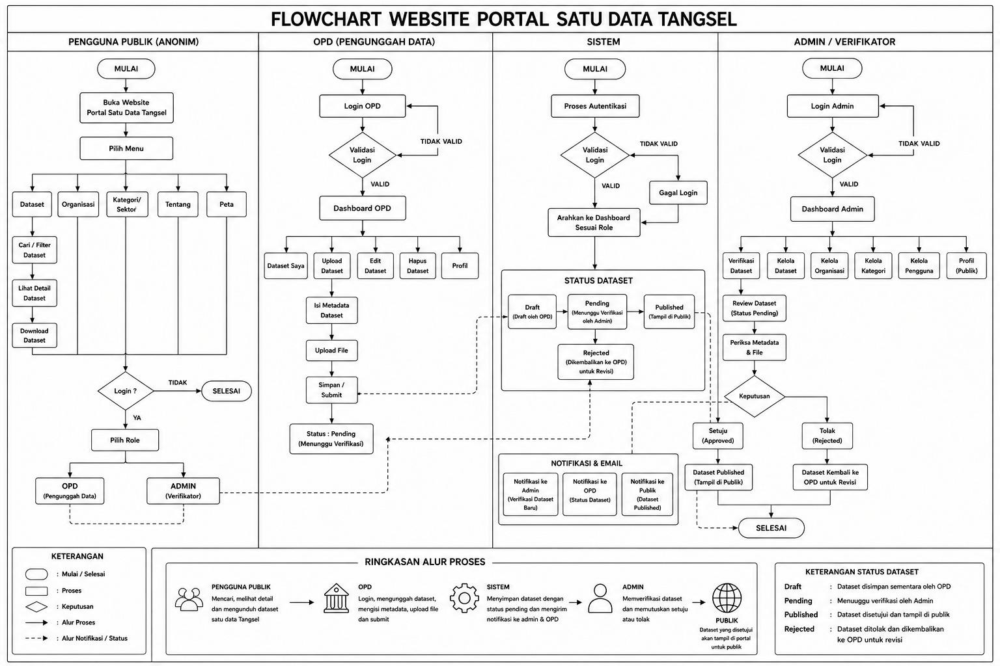 FLOWCHART WEBSITE PORTAL SATU DATA TANGSEL
PENGGUNA PUBLIK (ANONIM)
MULAI
Buka Website
Portal Satu Data Tangsel
Pilih Menu
Dataset
Organisasi
Kategori/
Sektor
Tentang
Peta
Cari / Filter
Dataset
Lihat Detail
Dataset
Download
Dataset
Login ?
TIDAK
SELESAI
YA
Pilih Role
OPD
(Pengunggah Data)
ADMIN
(Verifikator)
OPD (PENGUNGGAH DATA)
MULAI
Login OPD
TIDAK VALID
Validasi
Login
VALID
Dashboard OPD
Dataset Saya
Upload
Dataset
Edit
Dataset
Hapus
Dataset
Profil
Isi Metadata
Dataset
Upload File
Simpan /
Submit
Status : Pending
(Menunggu Verifikasi)
SISTEM
MULAI
Proses Autentikasi
Validasi
Login
TIDAK VALID
VALID
Gagal Login
Arahkan ke Dashboard
Sesuai Role
STATUS DATASET
Draft
(Draft oleh OPD)
Pending
(Menunggu Verifikasi
oleh Admin)
Published
(Tampil di Publik)
Rejected
(Dikembalikan ke OPD)
untuk Revisi)
NOTIFIKASI & EMAIL
Notifikasi ke
Admin
(Verifikasi Dataset
Baru)
Notifikasi ke
OPD
(Status Dataset)
Notifikasi ke
Publik
(Dataset
Published)
ADMIN / VERIFIKATOR
MULAI
Login Admin
TIDAK VALID
Validasi
Login
VALID
Dashboard Admin
Verifikasi
Dataset
Kelola
Dataset
Kelola
Organisasi
Kelola
Kategori
Kelola
Pengguna
Profil
(Publik)
Review Dataset
(Status Pending)
Periksa Metadata
& File
Keputusan
Setuju
(Approved)
Tolak
(Rejected)
Dataset Published
(Tampil di Publik)
Dataset Kembali ke
OPD untuk Revisi
SELESAI
KETERANGAN
: Mulai / Selesai
: Proses
: Keputusan
: Alur Proses
: Alur Notifikasi / Status
RINGKASAN ALUR PROSES
PENGGUNA PUBLIK
Mencari, melihat detail
dan mengunduh dataset
satu data Tangsel
OPD
Login, mengunggah dataset,
mengisi metadata, upload file
dan submit
SISTEM
Menyimpan dataset dengan
status pending dan mengirim
notifikasi ke admin & OPD
ADMIN
Memverifikasi dataset
dan memutuskan setuju
atau tolak
PUBLIK
Dataset yang disetujui
akan tampil di portal
untuk publik
KETERANGAN STATUS DATASET
Draft : Dataset disimpan sementara oleh OPD
Pending : Menuuggu verifikasi oleh Admin
Published : Dataset disetujui dan tampil di publik
Rejected : Dataset ditolak dan dikembalikan
ke OPD untuk revisi